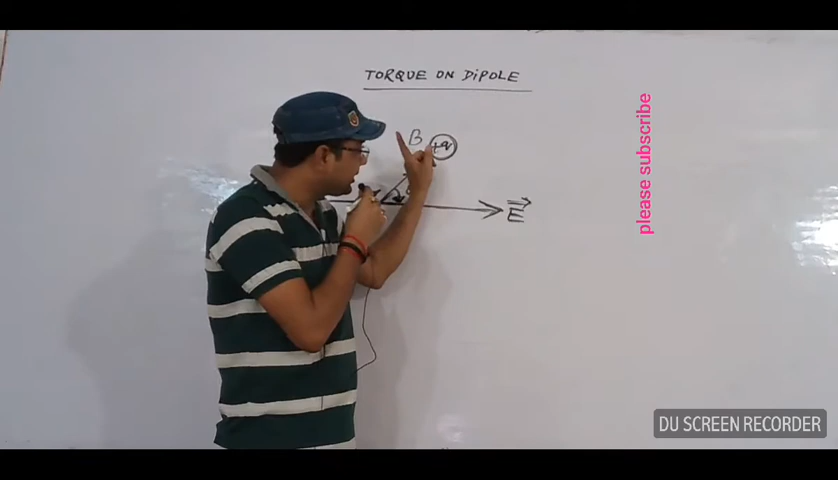 TORQUE ON DIPOLE
B
+q
E
please subscribe
DU SCREEN RECORDER